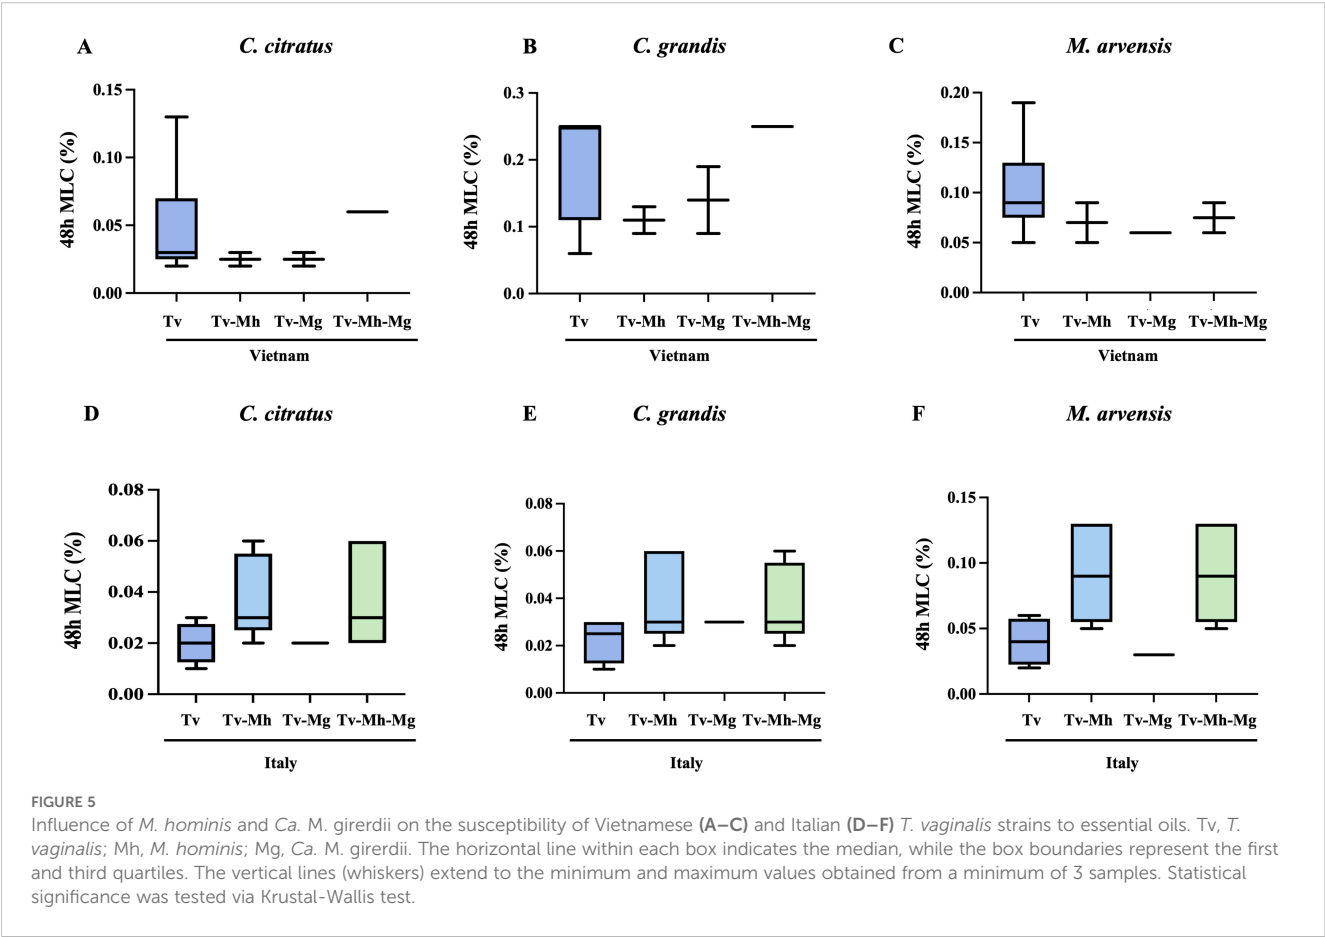 A
C. citratus
0.15
0.10
0.05
0.00
48h MLC (%)
Tv Tv-Mh Tv-Mg Tv-Mh-Mg
Vietnam
B
C. grandis
0.3
0.2
0.1
0.0
48h MLC (%)
Tv Tv-Mh Tv-Mg Tv-Mh-Mg
Vietnam
C
M. arvensis
0.20
0.15
0.10
0.05
0.00
48h MLC (%)
Tv Tv-Mh Tv-Mg Tv-Mh-Mg
Vietnam
D
C. citratus
0.08
0.06
0.04
0.02
0.00
48h MLC (%)
Tv Tv-Mh Tv-Mg Tv-Mh-Mg
Italy
E
C. grandis
0.08
0.06
0.04
0.02
0.00
48h MLC (%)
Tv Tv-Mh Tv-Mg Tv-Mh-Mg
Italy
F
M. arvensis
0.15
0.10
0.05
0.00
48h MLC (%)
Tv Tv-Mh Tv-Mg Tv-Mh-Mg
Italy
FIGURE 5
Influence of M. hominis and Ca. M. girerdii on the susceptibility of Vietnamese (A–C) and Italian (D–F) T. vaginalis strains to essential oils. Tv, T.
vaginalis; Mh, M. hominis; Mg, Ca. M. girerdii. The horizontal line within each box indicates the median, while the box boundaries represent the first
and third quartiles. The vertical lines (whiskers) extend to the minimum and maximum values obtained from a minimum of 3 samples. Statistical
significance was tested via Krustal-Wallis test.